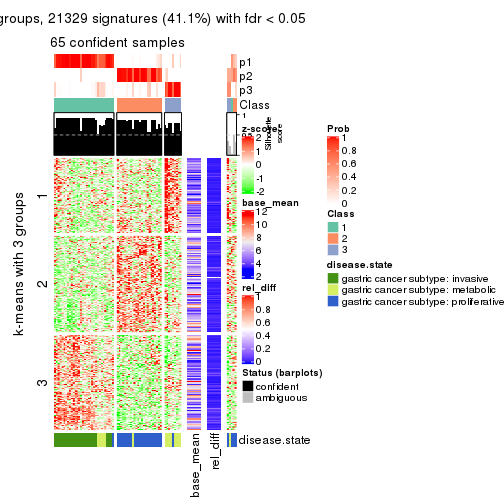 groups, 21329 signatures (41.1%) with fdr < 0.05
65 confident samples
p1
p2
p3
Class
1
0.5
0
Silhouette
score
k-means with 3 groups
1
2
3
base_mean
rel_diff
disease.state
z-score
2
1
0
-1
-2
base_mean
12
10
8
6
4
2
rel_diff
1
0.8
0.6
0.4
0.2
0
Status (barplots)
confident
ambiguous
Prob
1
0.8
0.6
0.4
0.2
0
Class
1
2
3
disease.state
gastric cancer subtype: invasive
gastric cancer subtype: metabolic
gastric cancer subtype: proliferative